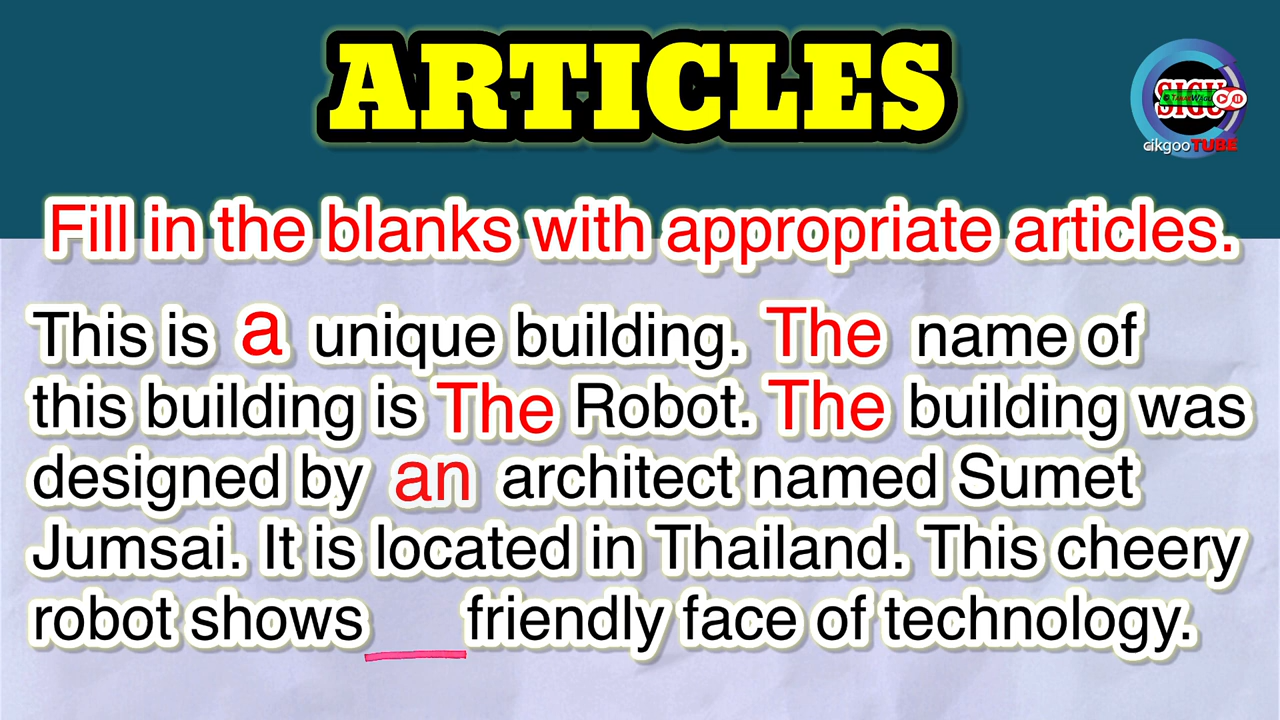 ARTICLES
SIGU
cikgooTUBE
Fill in the blanks with appropriate articles.
This is a unique building. The name of
this building is The Robot. The building was
designed by an architect named Sumet
Jumsai. It is located in Thailand. This cheery
robot shows ___ friendly face of technology.